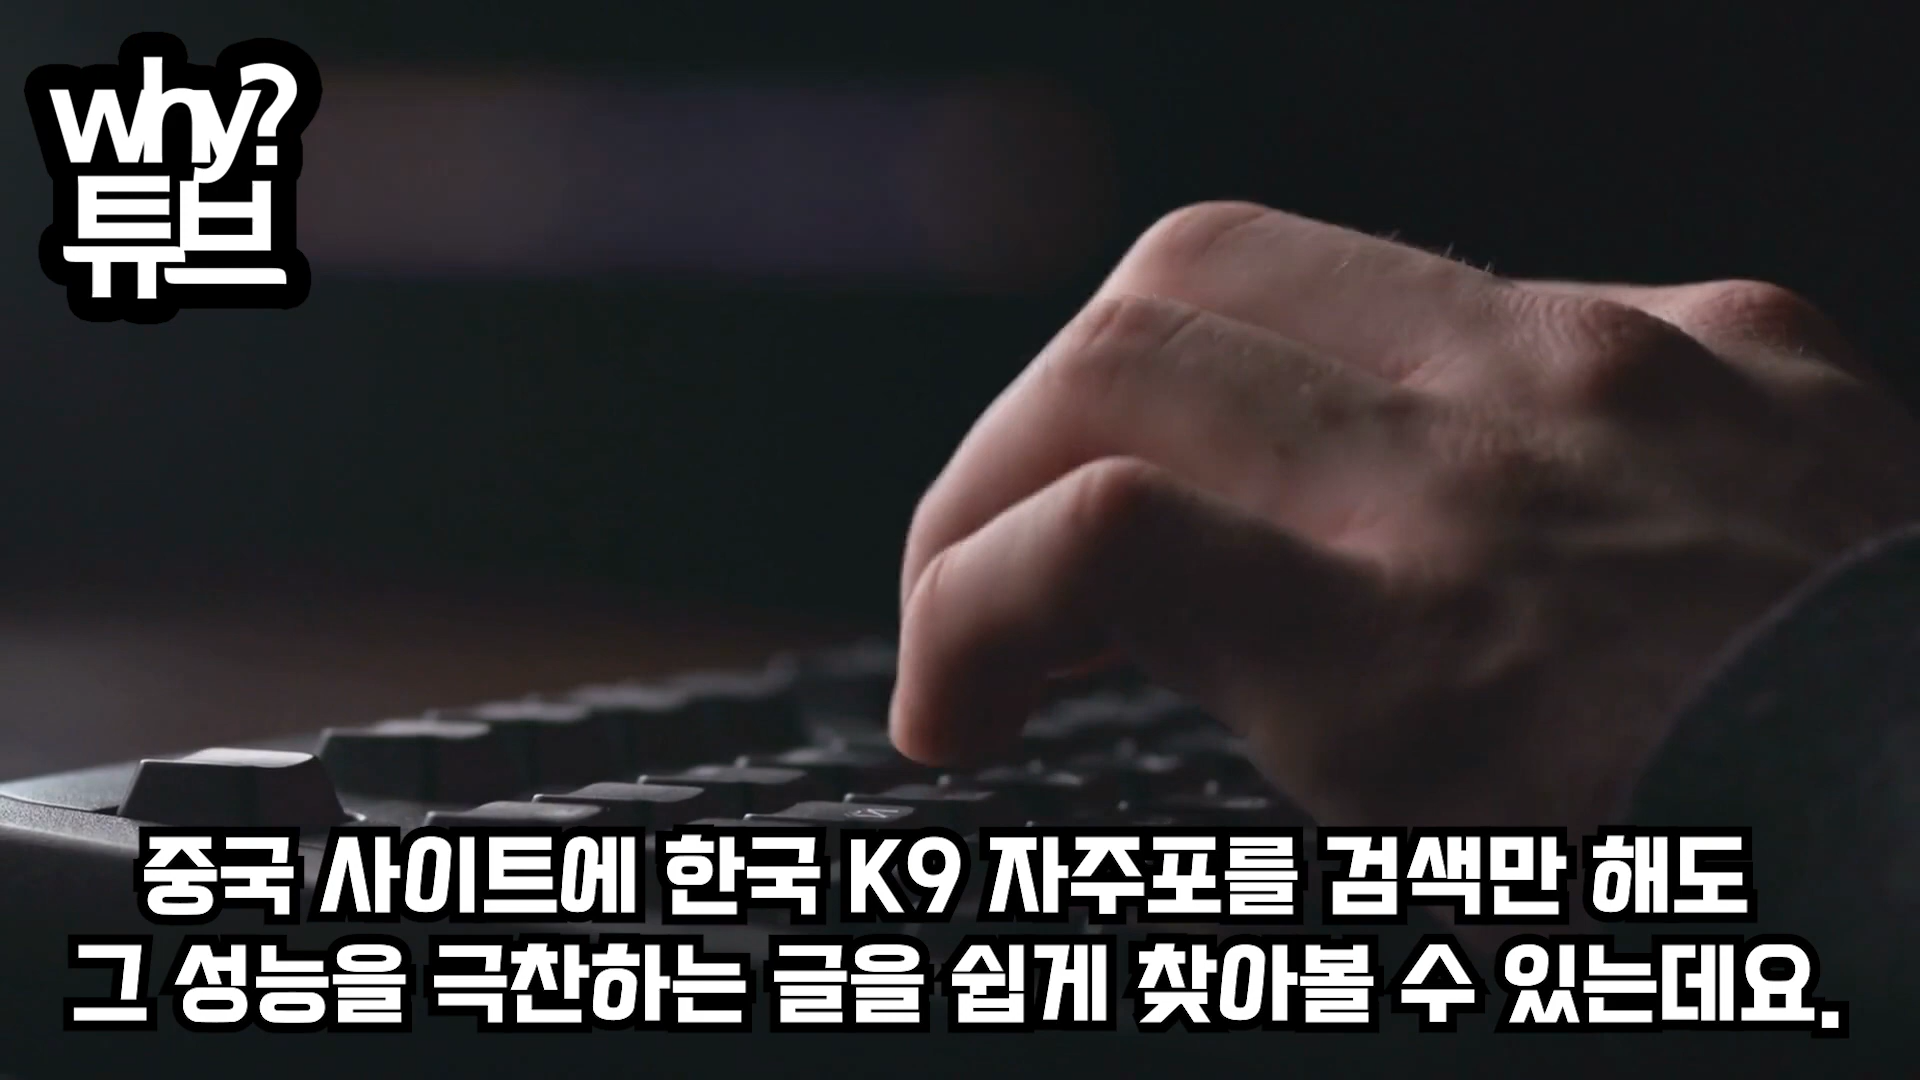 why?
튜브
중국 사이트에 한국 K9 자주포를 검색만 해도
그 성능을 극찬하는 글을 쉽게 찾아볼 수 있는데요.